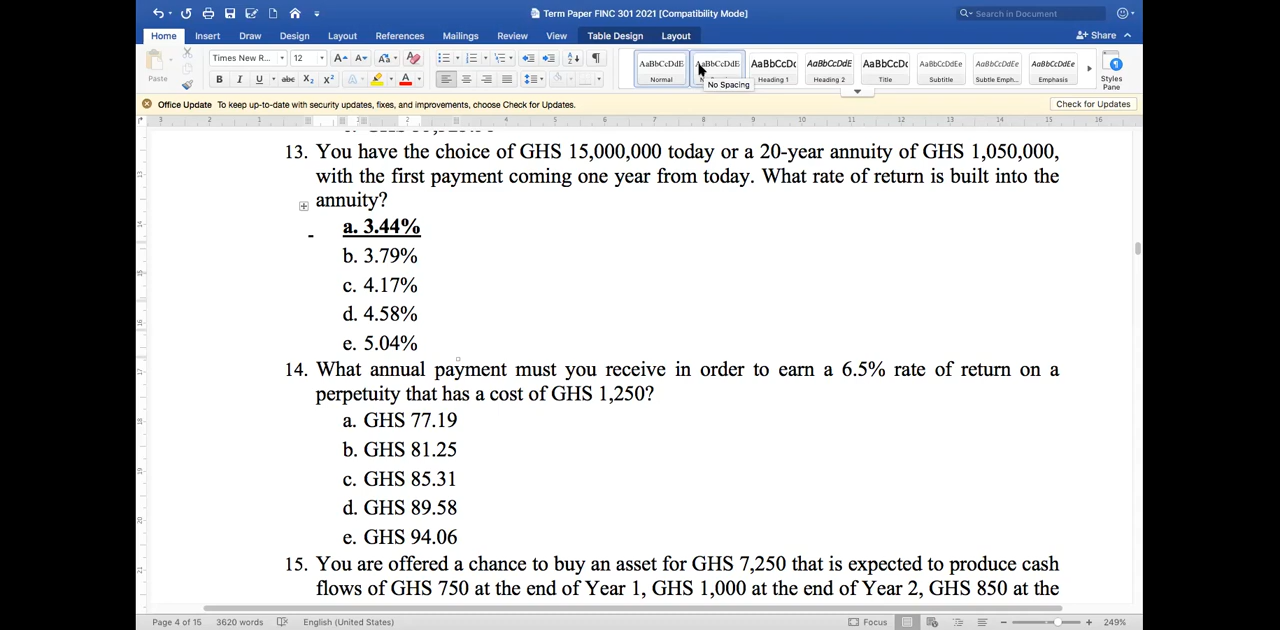 Term Paper FINC 301 2021 [Compatibility Mode]
Search in Document
Home Insert Draw Design Layout References Mailings Review View Table Design Layout
Share
Paste
Times New R... 12
Normal Heading 1 Heading 2 Title Subtitle Subtle Emph... Emphasis
Styles Pane
No Spacing
Office Update To keep up-to-date with security updates, fixes, and improvements, choose Check for Updates.
Check for Updates
13. You have the choice of GHS 15,000,000 today or a 20-year annuity of GHS 1,050,000,
with the first payment coming one year from today. What rate of return is built into the
annuity?
a. 3.44%
b. 3.79%
c. 4.17%
d. 4.58%
e. 5.04%
14. What annual payment must you receive in order to earn a 6.5% rate of return on a
perpetuity that has a cost of GHS 1,250?
a. GHS 77.19
b. GHS 81.25
c. GHS 85.31
d. GHS 89.58
e. GHS 94.06
15. You are offered a chance to buy an asset for GHS 7,250 that is expected to produce cash
flows of GHS 750 at the end of Year 1, GHS 1,000 at the end of Year 2, GHS 850 at the
Page 4 of 15 3620 words English (United States) Focus 249%